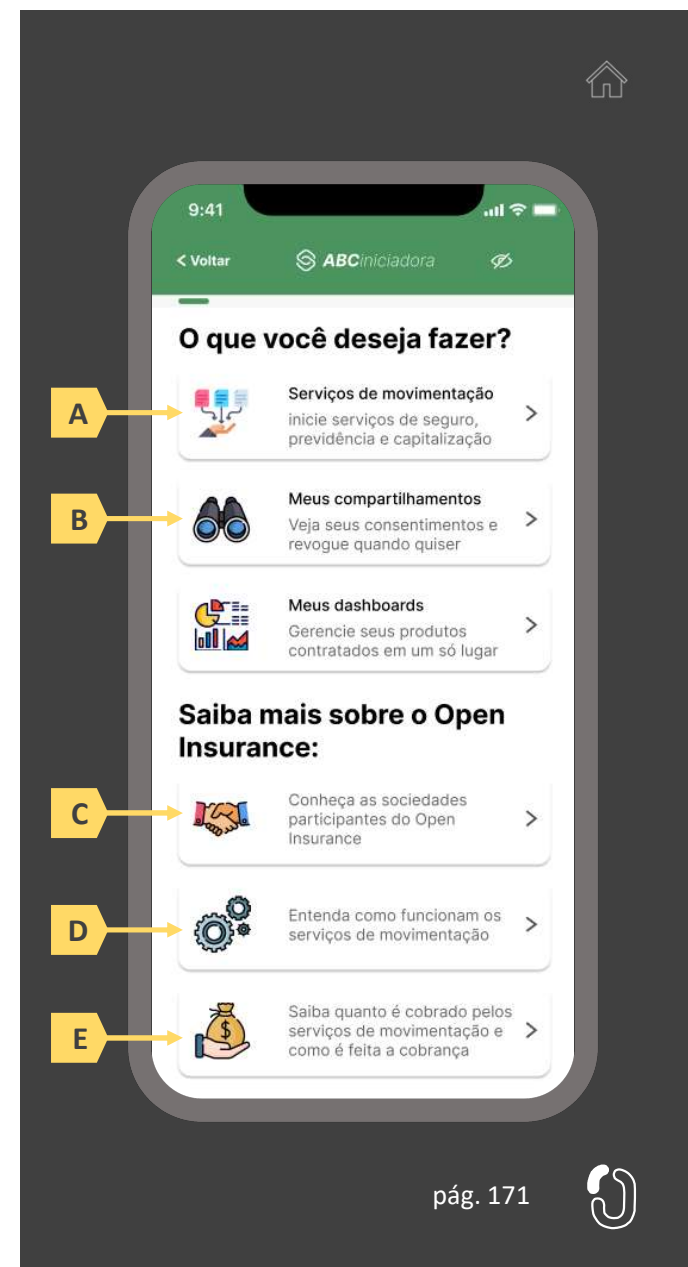 9:41
< Voltar
ABCiniciadora
O que você deseja fazer?
A
Serviços de movimentação
inicie serviços de seguro,
previdência e capitalização
B
Meus compartilhamentos
Veja seus consentimentos e
revogue quando quiser
Meus dashboards
Gerencie seus produtos
contratados em um só lugar
Saiba mais sobre o Open
Insurance:
C
Conheça as sociedades
participantes do Open
Insurance
D
Entenda como funcionam os
serviços de movimentação
E
Saiba quanto é cobrado pelos
serviços de movimentação e
como é feita a cobrança
$
pág. 171